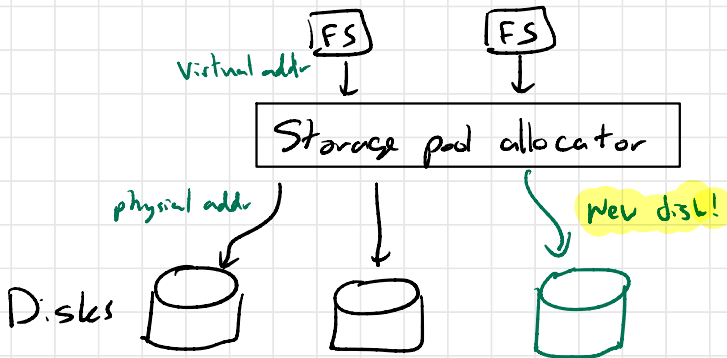 FS FS
Virtual addr
Storage pool allocator
physical addr
New disk!
Disks